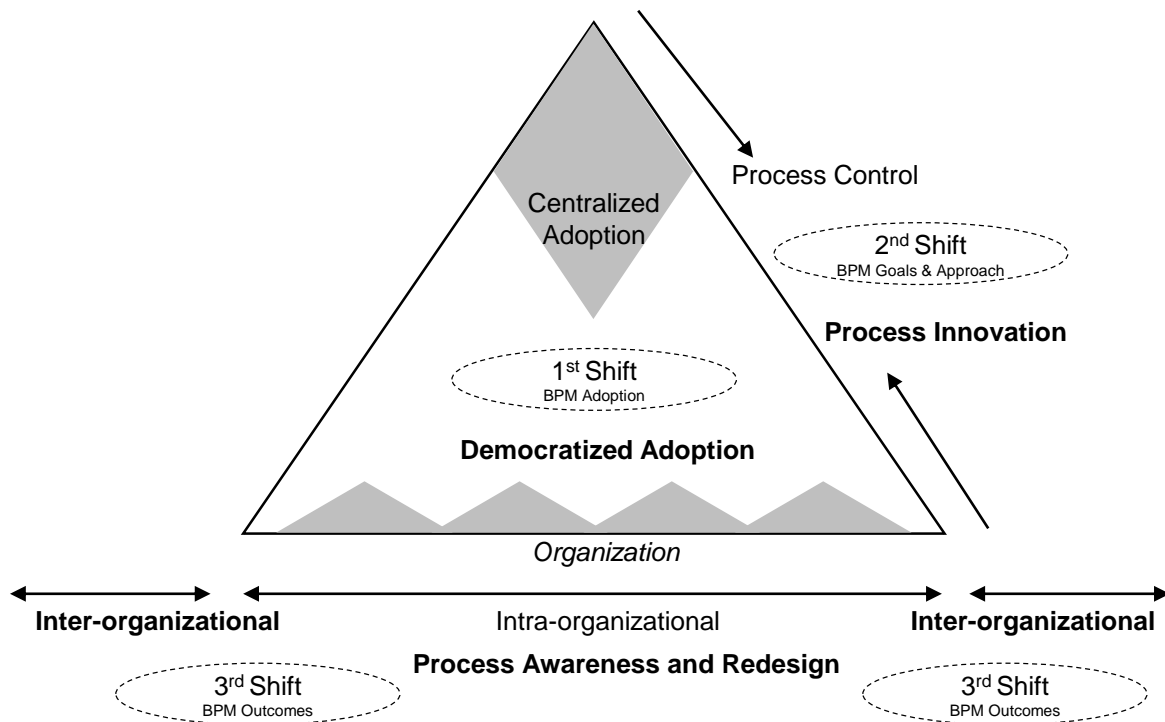 Process Control
Centralized
Adoption
2nd Shift
BPM Goals & Approach
Process Innovation
1st Shift
BPM Adoption
Democratized Adoption
Organization
Inter-organizational
Intra-organizational
Inter-organizational
Process Awareness and Redesign
3rd Shift
BPM Outcomes
3rd Shift
BPM Outcomes